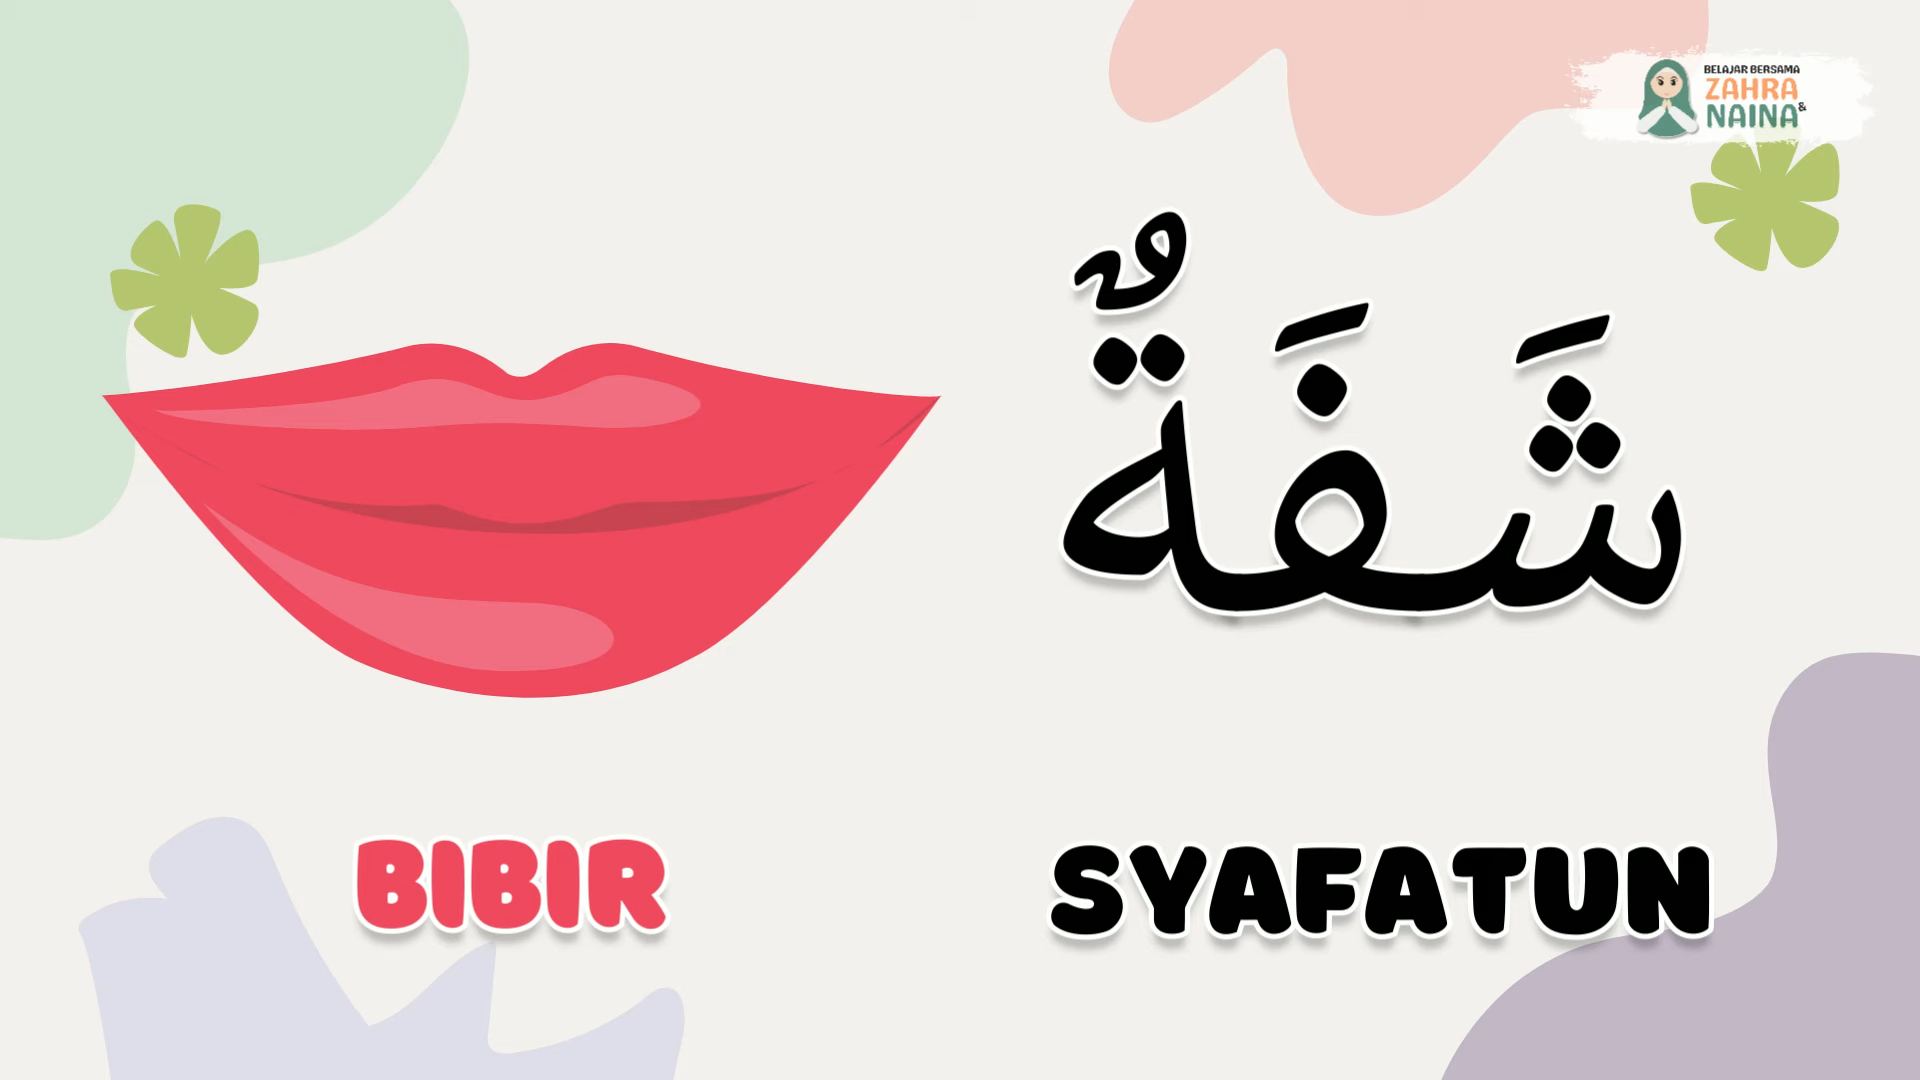 BELAJAR BERSAMA
ZAHRA
& NAINA
شَفَةٌ
BIBIR
SYAFATUN